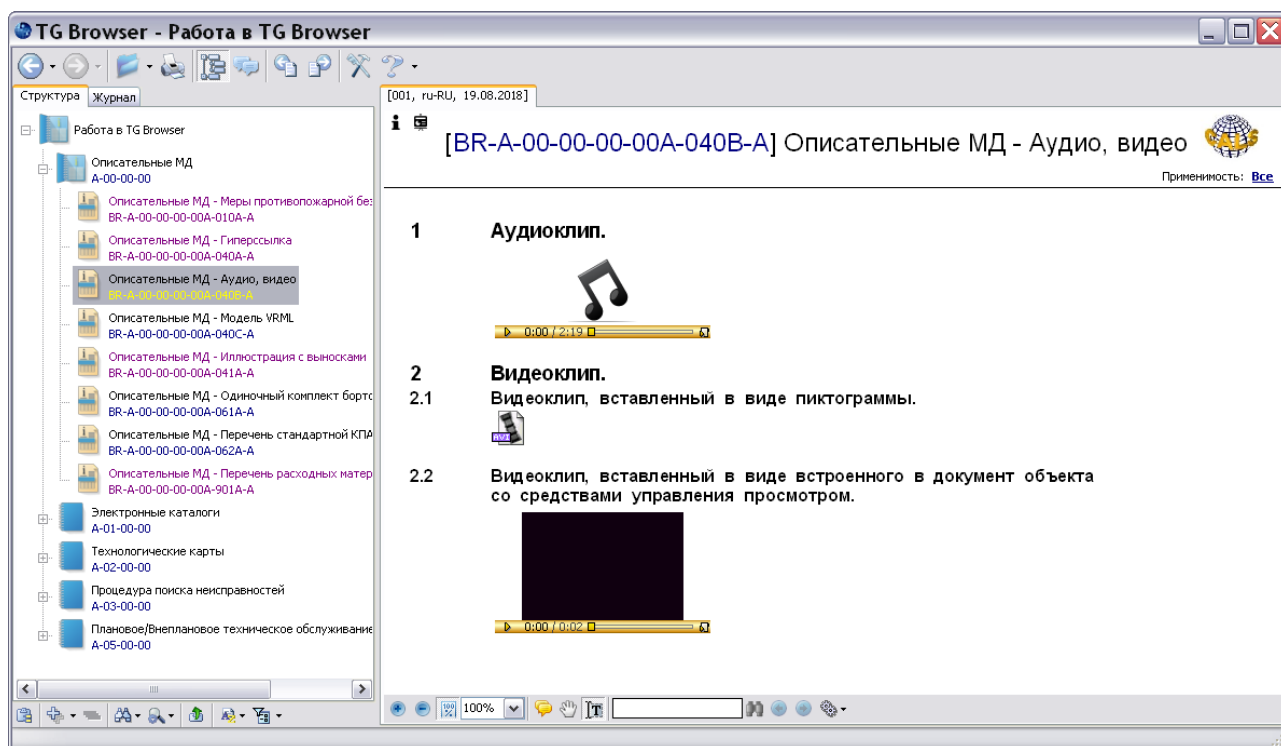 TG Browser - Работа в TG Browser
Структура Журнал
Работа в TG Browser
Описательные МД
A-00-00-00
Описательные МД - Меры противопожарной
BR-A-00-00-00-00A-010A-A
Описательные МД - Гиперссылка
BR-A-00-00-00-00A-040A-A
Описательные МД - Аудио, видео
BR-A-00-00-00-00A-040B-A
Описательные МД - Модель VRML
BR-A-00-00-00-00A-040C-A
Описательные МД - Иллюстрация с выносками
BR-A-00-00-00-00A-041A-A
Описательные МД - Одиночный комплект
BR-A-00-00-00-00A-061A-A
Описательные МД - Перечень стандартной КПА
BR-A-00-00-00-00A-062A-A
Описательные МД - Перечень расходных
BR-A-00-00-00-00A-901A-A
Электронные каталоги
A-01-00-00
Технологические карты
A-02-00-00
Процедура поиска неисправностей
A-03-00-00
Плановое/Внеплановое техническое обслуживание
A-05-00-00
[001, ru-RU, 19.08.2018]
[BR-A-00-00-00-00A-040B-A] Описательные МД - Аудио, видео
CALS
Применимость: Все
1 Аудиоклип.
0:00 / 2:19
2 Видеоклип.
2.1 Видеоклип, вставленный в виде пиктограммы.
AVI
2.2 Видеоклип, вставленный в виде встроенного в документ объекта
со средствами управления просмотром.
0:00 / 0:02
100%